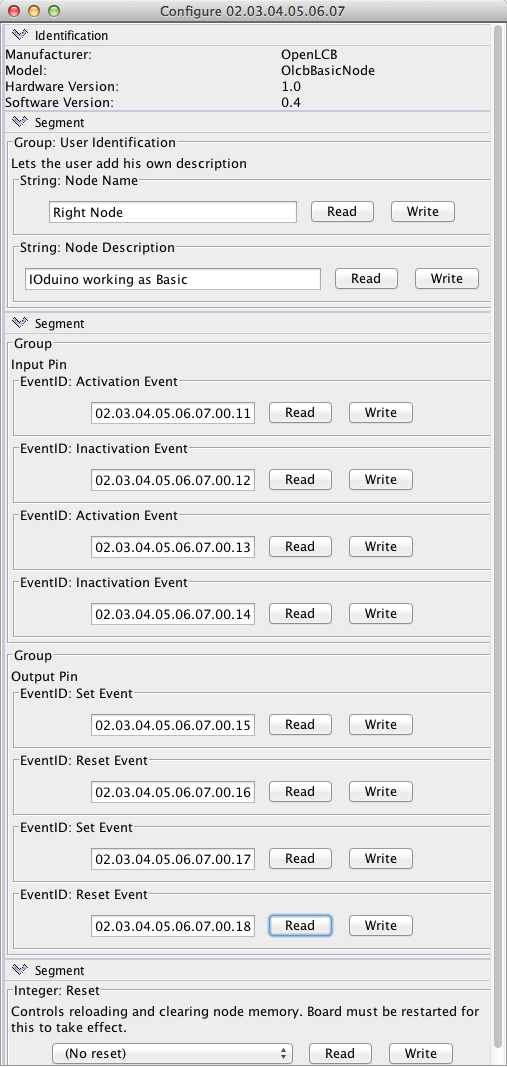 Configure 02.03.04.05.06.07
Identification
Manufacturer: OpenLCB
Model: OlcbBasicNode
Hardware Version: 1.0
Software Version: 0.4
Segment
Group: User Identification
Lets the user add his own description
String: Node Name
Right Node Read Write
String: Node Description
IOduino working as Basic Read Write
Segment
Group
Input Pin
EventID: Activation Event
02.03.04.05.06.07.00.11 Read Write
EventID: Inactivation Event
02.03.04.05.06.07.00.12 Read Write
EventID: Activation Event
02.03.04.05.06.07.00.13 Read Write
EventID: Inactivation Event
02.03.04.05.06.07.00.14 Read Write
Group
Output Pin
EventID: Set Event
02.03.04.05.06.07.00.15 Read Write
EventID: Reset Event
02.03.04.05.06.07.00.16 Read Write
EventID: Set Event
02.03.04.05.06.07.00.17 Read Write
EventID: Reset Event
02.03.04.05.06.07.00.18 Read Write
Segment
Integer: Reset
Controls reloading and clearing node memory. Board must be restarted for
this to take effect.
(No reset) Read Write